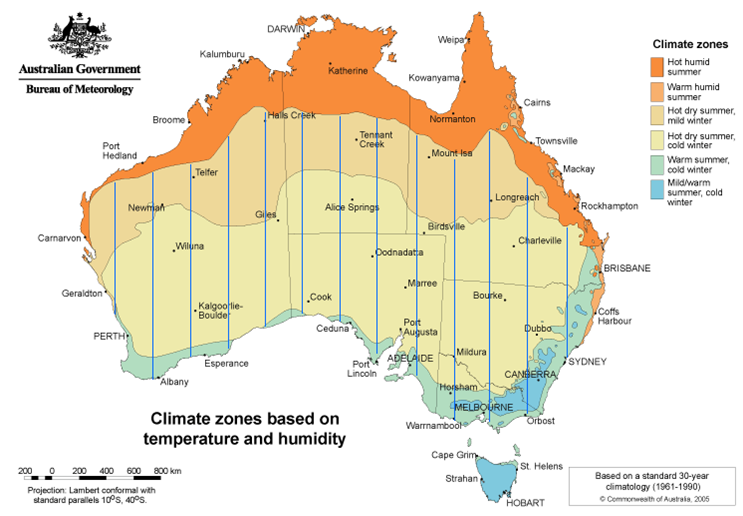 Australian Government
Bureau of Meteorology
DARWIN
Kalumburu
Katherine
Weipa
Kowanyama
Cairns
Broome
Halls Creek
Normanton
Port
Hedland
Tennant
Creek
Mount Isa
Townsville
Telfer
Mackay
Newman
Giles
Alice Springs
Longreach
Rockhampton
Carnarvon
Wiluna
Birdsville
Charleville
Oodnadatta
BRISBANE
Geraldton
Kalgoorlie-
Boulder
Cook
Marree
Bourke
Coffs
Harbour
PERTH
Ceduna
Port
Augusta
Dubbo
Esperance
Albany
Port
Lincoln
ADELAIDE
Mildura
SYDNEY
CANBERRA
Horsham
MELBOURNE
Warrnambool
Orbost
Cape Grim
Strahan
St. Helens
HOBART
Climate zones
Hot humid
summer
Warm humid
summer
Hot dry summer,
mild winter
Hot dry summer,
cold winter
Warm summer,
cold winter
Mild/warm
summer, cold
winter
Climate zones based on
temperature and humidity
200 0 200 400 600 800 km
Projection: Lambert conformal with
standard parallels 10°S, 40°S.
Based on a standard 30-year
climatology (1961-1990)
© Commonwealth of Australia, 2005